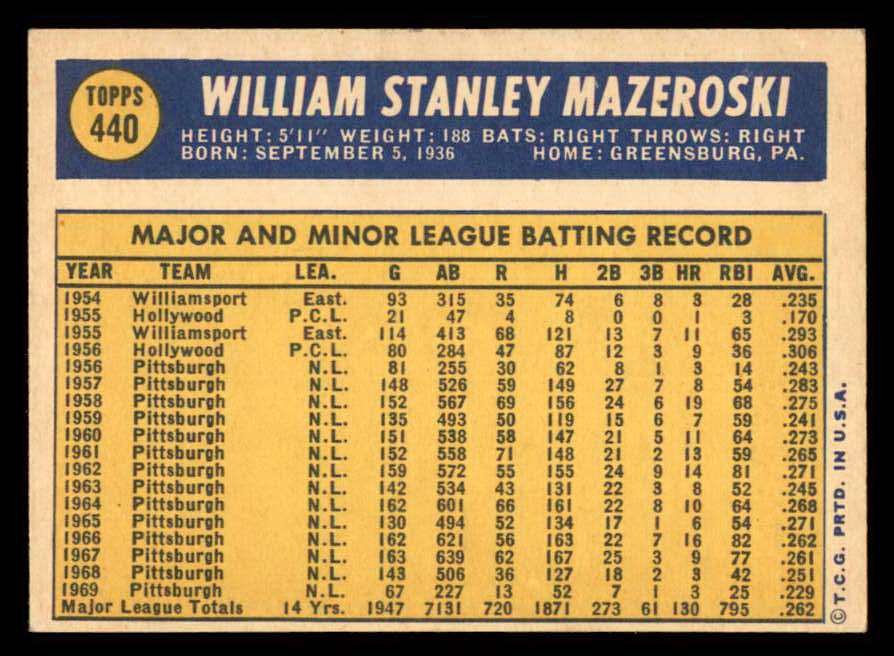 TOPPS
440
WILLIAM STANLEY MAZEROSKI
HEIGHT: 5'11" WEIGHT: 188 BATS: RIGHT THROWS: RIGHT
BORN: SEPTEMBER 5, 1936 HOME: GREENSBURG, PA.
MAJOR AND MINOR LEAGUE BATTING RECORD
YEAR TEAM LEA. G AB R H 2B 3B HR RBI AVG.
1954 Williamsport East. 93 315 35 74 6 8 3 28 .235
1955 Hollywood P.C.L. 21 47 4 8 0 0 1 3 .170
1955 Williamsport East. 114 413 68 121 13 7 11 65 .293
1956 Hollywood P.C.L. 80 284 47 87 12 3 9 36 .306
1956 Pittsburgh N.L. 81 255 30 62 8 1 3 14 .243
1957 Pittsburgh N.L. 148 526 59 149 27 7 8 54 .283
1958 Pittsburgh N.L. 152 567 69 156 24 6 19 68 .275
1959 Pittsburgh N.L. 135 493 50 119 15 6 7 59 .241
1960 Pittsburgh N.L. 151 538 58 147 21 5 11 64 .273
1961 Pittsburgh N.L. 152 558 71 148 21 2 13 59 .265
1962 Pittsburgh N.L. 159 572 55 155 24 9 14 81 .271
1963 Pittsburgh N.L. 142 534 43 131 22 3 8 52 .245
1964 Pittsburgh N.L. 162 601 66 161 22 8 10 64 .268
1965 Pittsburgh N.L. 130 494 52 134 17 1 6 54 .271
1966 Pittsburgh N.L. 162 621 56 163 22 7 16 82 .262
1967 Pittsburgh N.L. 163 639 62 167 25 3 9 77 .261
1968 Pittsburgh N.L. 143 506 36 127 18 2 3 42 .251
1969 Pittsburgh N.L. 67 227 13 52 7 1 3 25 .229
Major League Totals 14 Yrs. 1947 7131 720 1871 273 61 130 795 .262
© T.C.G. PRTD. IN U.S.A.